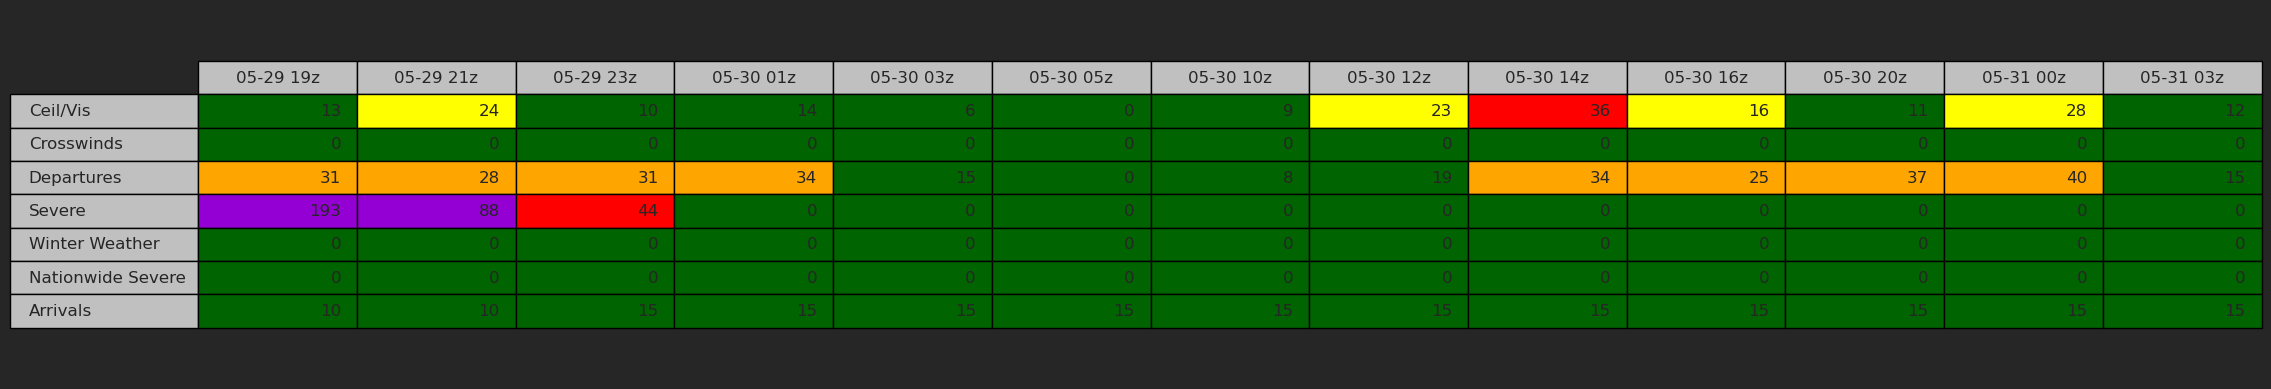 05-29 19z 05-29 21z 05-29 23z 05-30 01z 05-30 03z 05-30 05z 05-30 10z 05-30 12z 05-30 14z 05-30 16z 05-30 20z 05-31 00z 05-31 03z
Ceil/Vis 13 24 10 14 6 0 9 23 36 16 11 28 12
Crosswinds 0 0 0 0 0 0 0 0 0 0 0 0 0
Departures 31 28 31 34 15 0 8 19 34 25 37 40 15
Severe 193 88 44 0 0 0 0 0 0 0 0 0 0
Winter Weather 0 0 0 0 0 0 0 0 0 0 0 0 0
Nationwide Severe 0 0 0 0 0 0 0 0 0 0 0 0 0
Arrivals 10 10 15 15 15 15 15 15 15 15 15 15 15